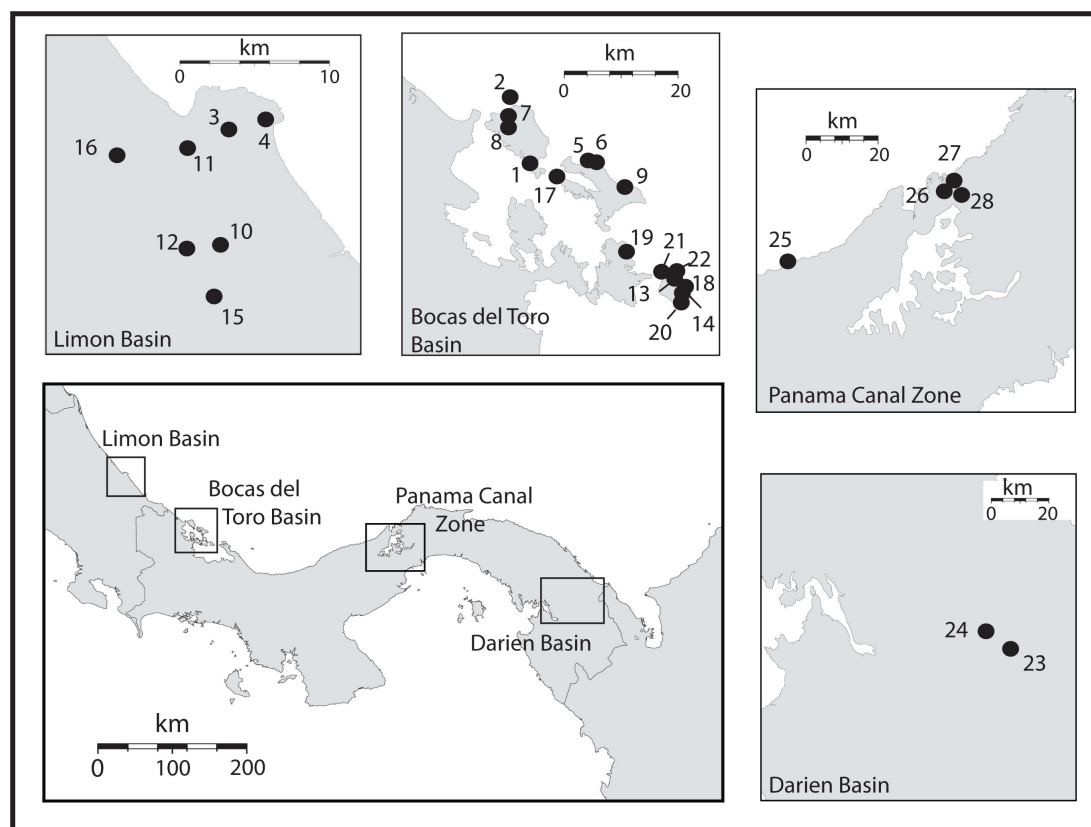 km
0 10
3
4
16
11
12
10
15
Limon Basin
km
0 20
2
7
8
5 6
1
17
9
19
21
22
13
18
20
14
Bocas del Toro
Basin
km
0 20
27
26
28
25
Panama Canal Zone
Limon Basin
Bocas del
Toro Basin
Panama Canal
Zone
Darien Basin
km
0 100 200
km
0 20
24
23
Darien Basin